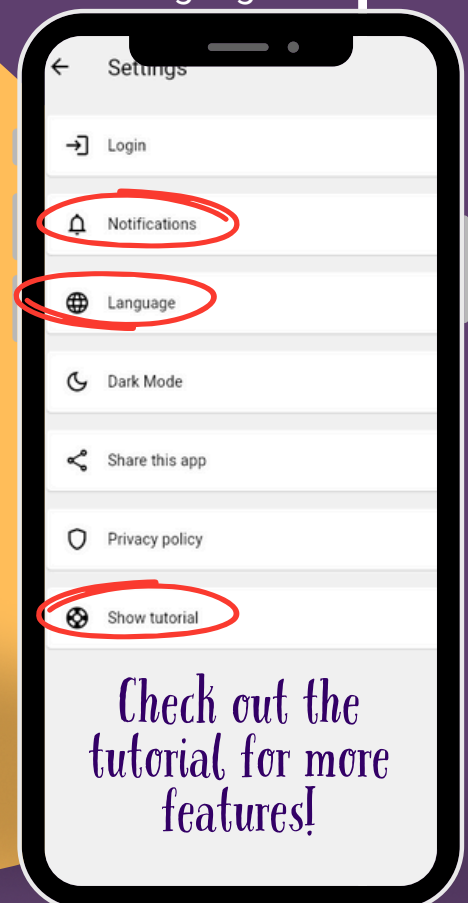 Settings
Login
Notifications
Language
Dark Mode
Share this app
Privacy policy
Show tutorial
Check out the
tutorial for more
features!